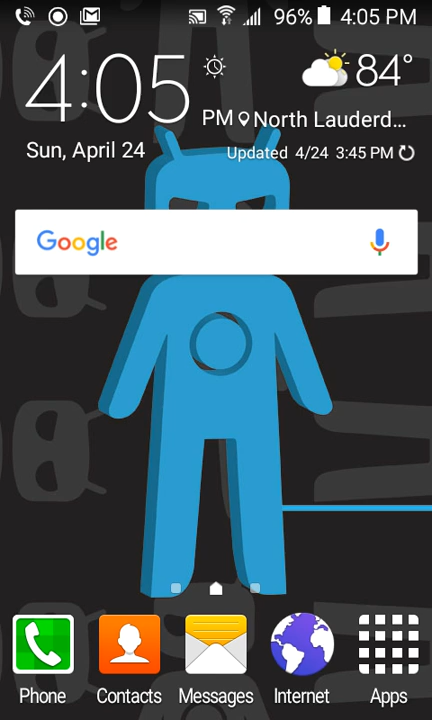 96% 4:05 PM
4:05 PM
84°
North Lauderd...
Sun, April 24
Updated 4/24 3:45 PM
Google
Phone Contacts Messages Internet Apps